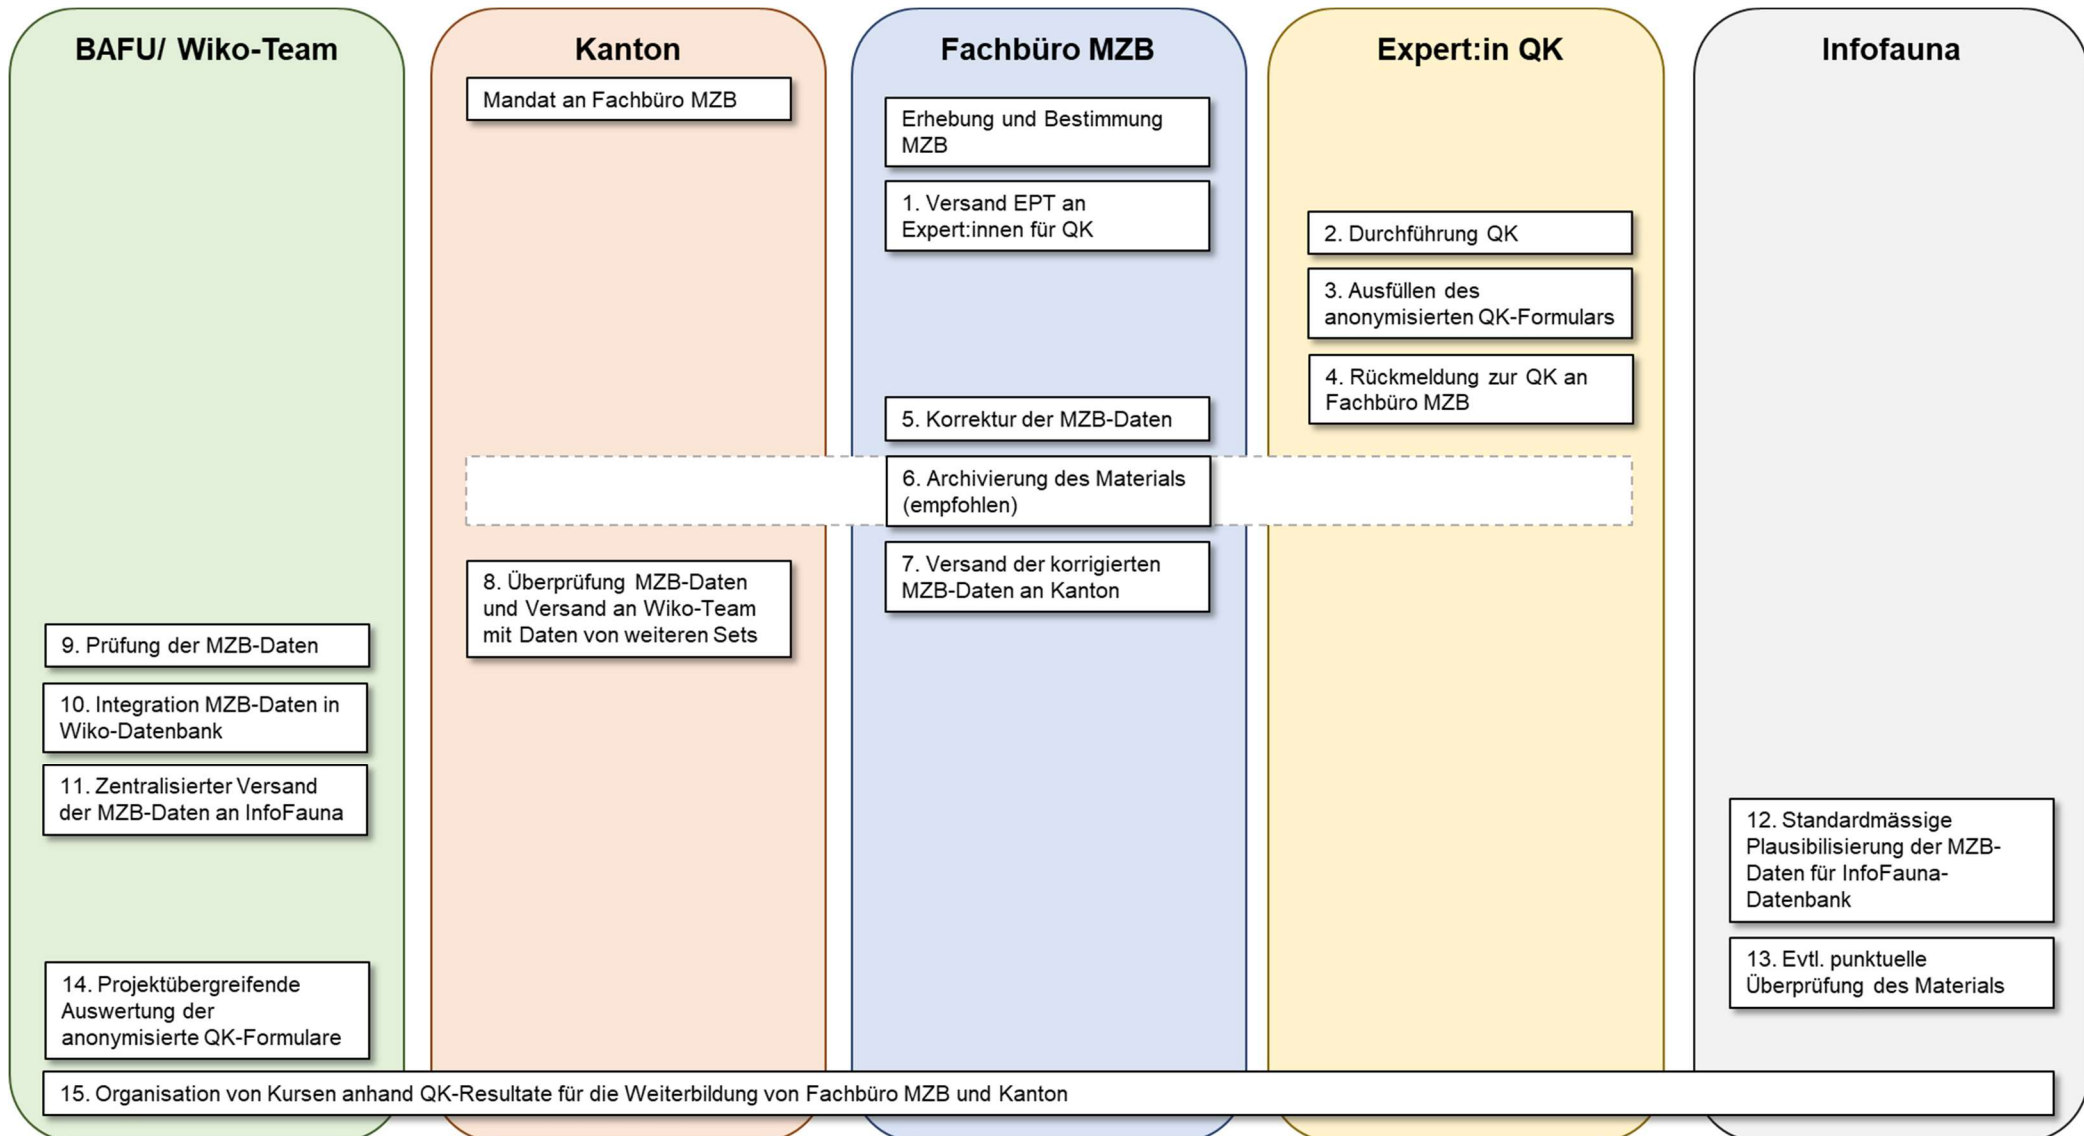 BAFU/ Wiko-Team
Kanton
Fachbüro MZB
Expert:in QK
Infofauna
Mandat an Fachbüro MZB
Erhebung und Bestimmung
MZB
1. Versand EPT an
Expert:innen für QK
2. Durchführung QK
3. Ausfüllen des
anonymisierten QK-Formulars
4. Rückmeldung zur QK an
Fachbüro MZB
5. Korrektur der MZB-Daten
6. Archivierung des Materials
(empfohlen)
7. Versand der korrigierten
MZB-Daten an Kanton
8. Überprüfung MZB-Daten
und Versand an Wiko-Team
mit Daten von weiteren Sets
9. Prüfung der MZB-Daten
10. Integration MZB-Daten in
Wiko-Datenbank
11. Zentralisierter Versand
der MZB-Daten an InfoFauna
12. Standardmässige
Plausibilisierung der MZB-
Daten für InfoFauna-
Datenbank
13. Evtl. punktuelle
Überprüfung des Materials
14. Projektübergreifende
Auswertung der
anonymisierte QK-Formulare
15. Organisation von Kursen anhand QK-Resultate für die Weiterbildung von Fachbüro MZB und Kanton